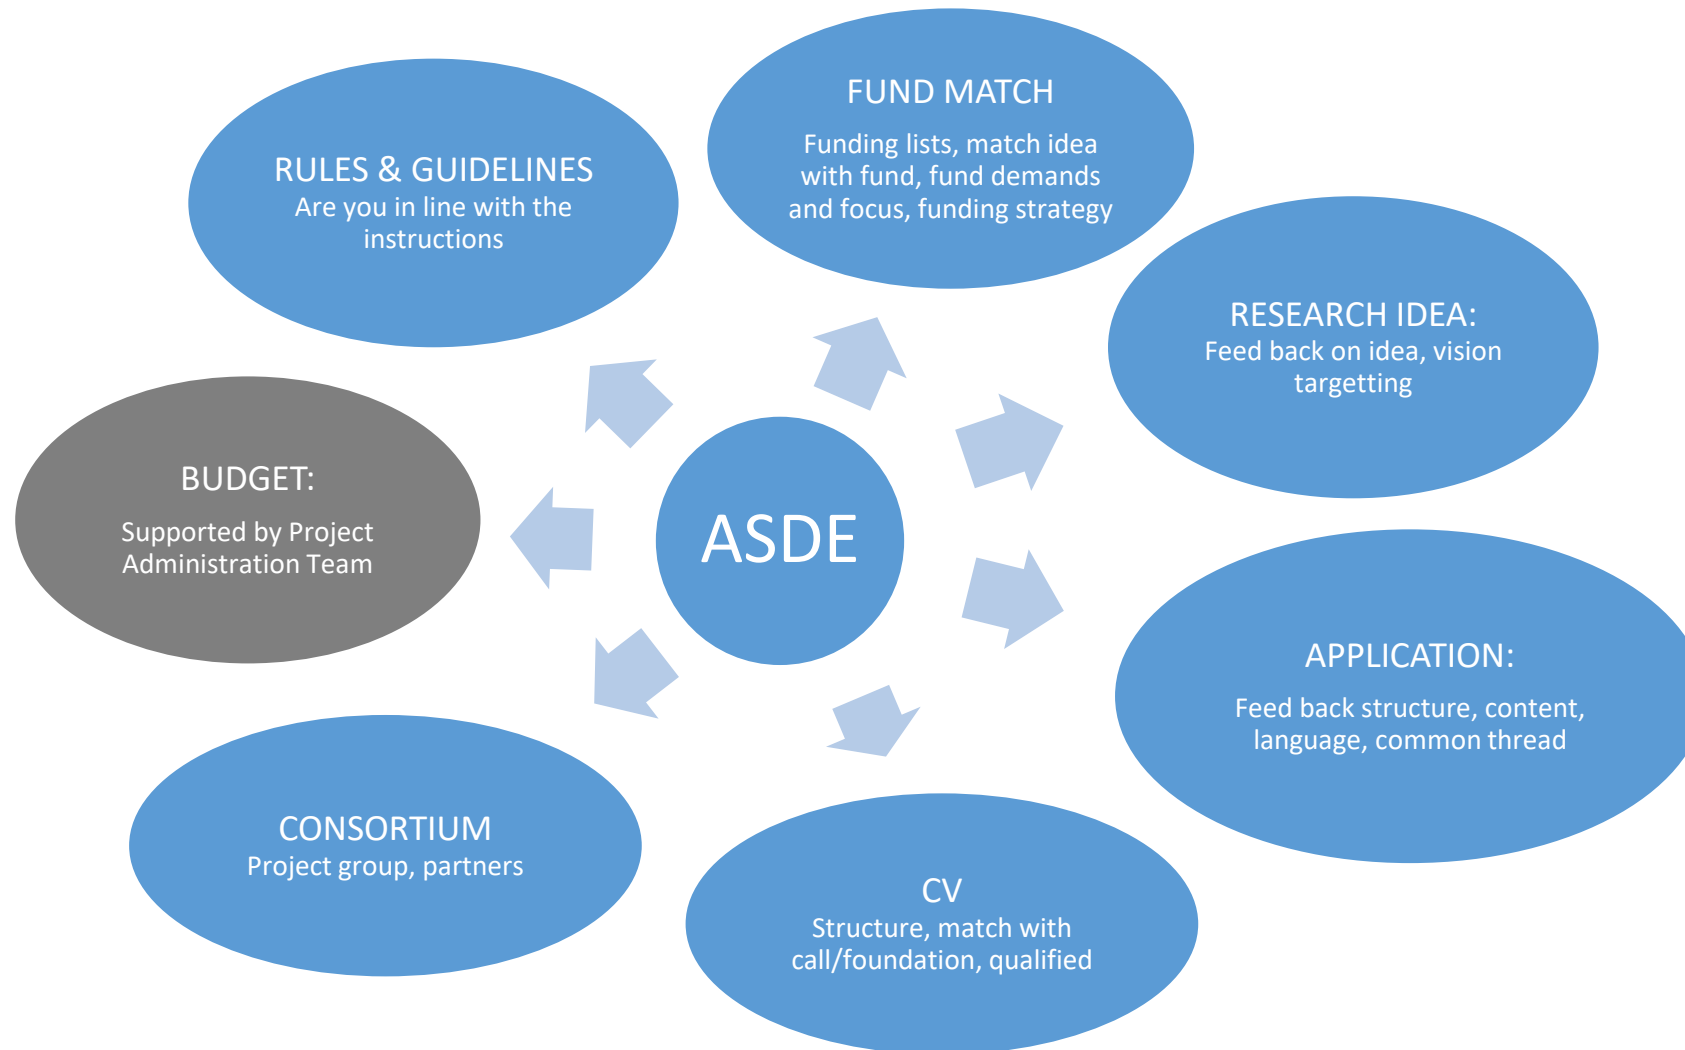 FUND MATCH
Funding lists, match idea
with fund, fund demands
and focus, funding strategy
RULES & GUIDELINES
Are you in line with the
instructions
RESEARCH IDEA:
Feed back on idea, vision
targetting
BUDGET:
Supported by Project
Administration Team
ASDE
APPLICATION:
Feed back structure, content,
language, common thread
CONSORTIUM
Project group, partners
CV
Structure, match with
call/foundation, qualified